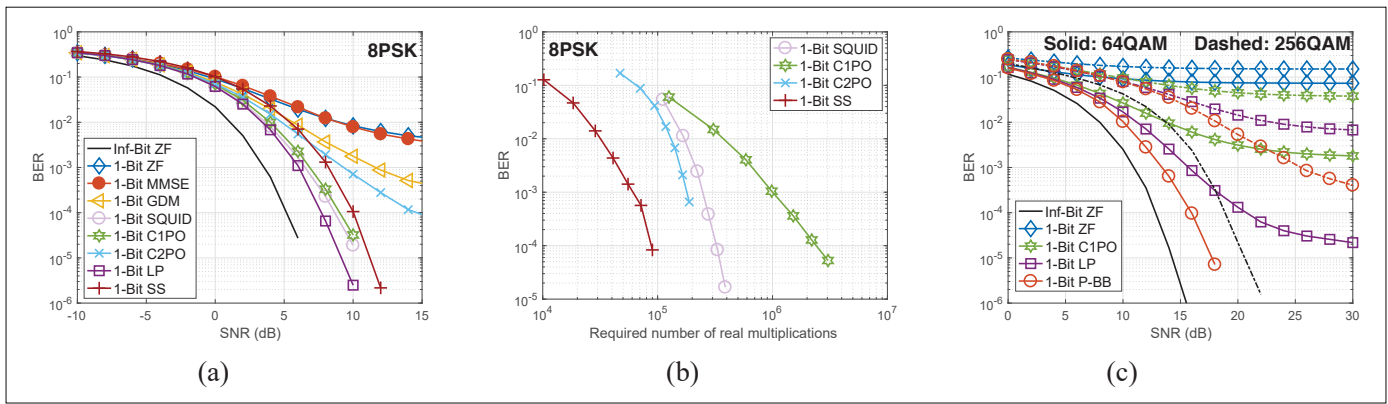 8PSK
10^0
10^-1
10^-2
10^-3
10^-4
10^-5
10^-6
BER
Inf-Bit ZF
1-Bit ZF
1-Bit MMSE
1-Bit GDM
1-Bit SQUID
1-Bit C1PO
1-Bit C2PO
1-Bit LP
1-Bit SS
-10 -5 0 5 10 15
SNR (dB)
(a)
8PSK
10^0
10^-1
10^-2
10^-3
10^-4
10^-5
BER
1-Bit SQUID
1-Bit C1PO
1-Bit C2PO
1-Bit SS
10^4 10^5 10^6 10^7
Required number of real multiplications
(b)
Solid: 64QAM Dashed: 256QAM
10^0
10^-1
10^-2
10^-3
10^-4
10^-5
10^-6
BER
Inf-Bit ZF
1-Bit ZF
1-Bit C1PO
1-Bit LP
1-Bit P-BB
0 5 10 15 20 25 30
SNR (dB)
(c)